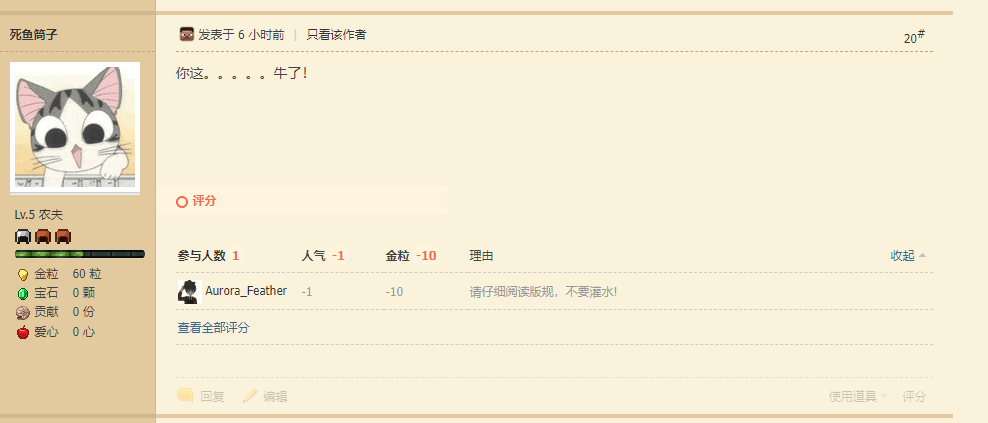 死鱼筒子
发表于 6 小时前 | 只看该作者
20#
你这。。。。。牛了!
Lv.5 农夫
金粒 60 粒
宝石 0 颗
贡献 0 份
爱心 0 心
评分
参与人数 1 人气 -1 金粒 -10 理由 收起
Aurora_Feather -1 -10 请仔细阅读版规，不要灌水!
查看全部评分
回复 编辑 使用道具 评分